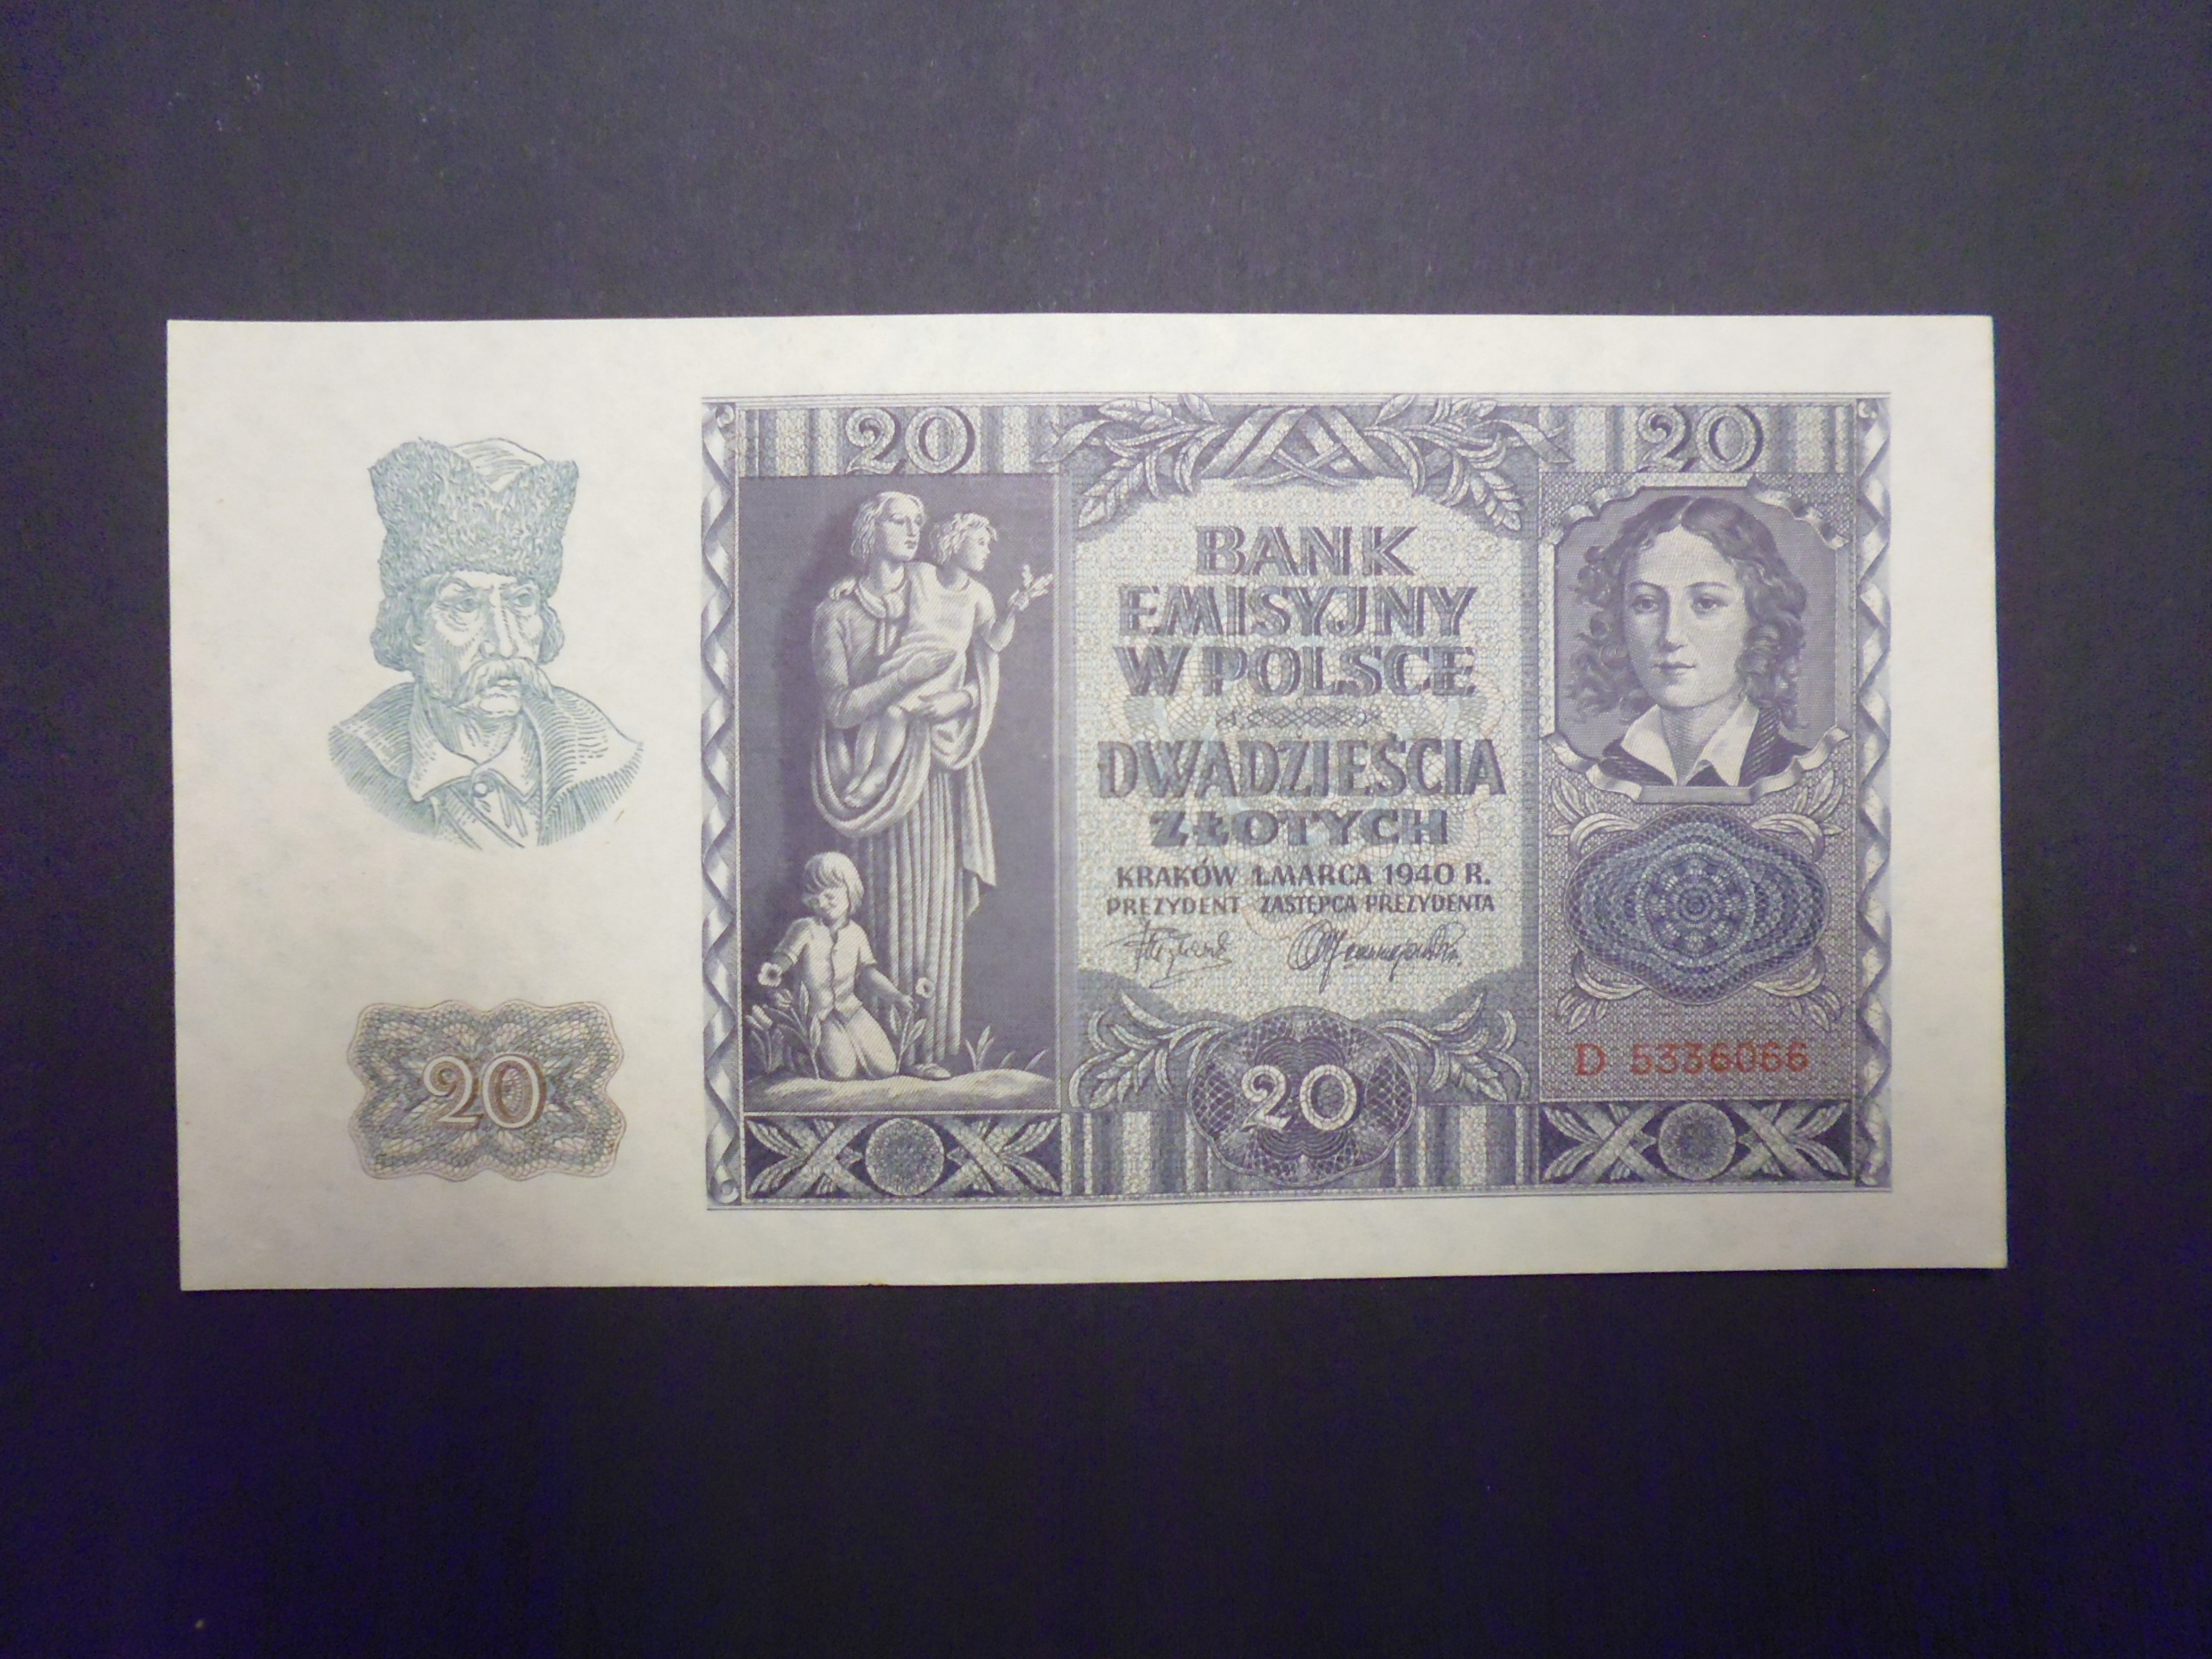 20
20
BANK
EMISYJNY
W POLSCE
DWADZIEŚCIA
ZŁOTYCH
KRAKÓW 1.MARCA 1940 R.
PREZYDENT ZASTĘPCA PREZYDENTA
D 5336066
20
20